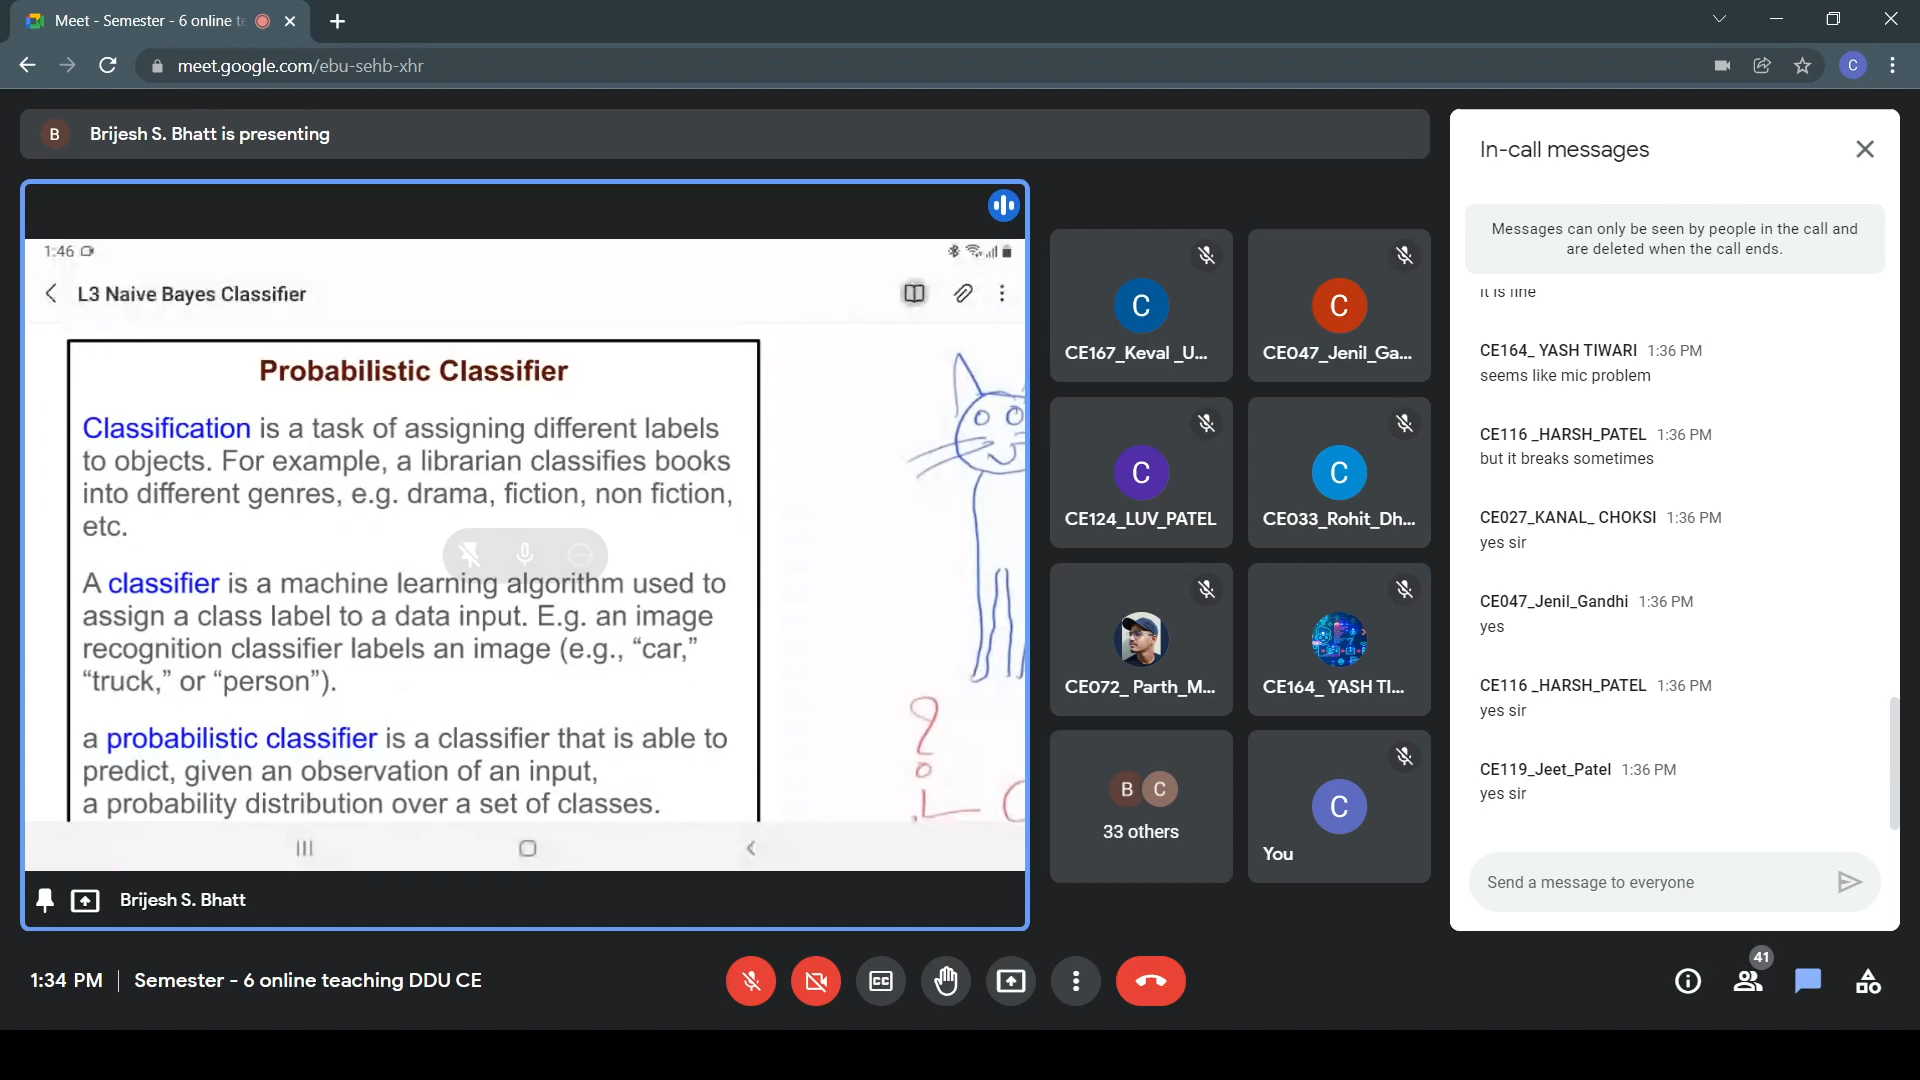 Meet - Semester - 6 online te
meet.google.com/ebu-sehb-xhr
C
B
Brijesh S. Bhatt is presenting
1:46
L3 Naive Bayes Classifier
Probabilistic Classifier
Classification is a task of assigning different labels
to objects. For example, a librarian classifies books
into different genres, e.g. drama, fiction, non fiction,
etc.
A classifier is a machine learning algorithm used to
assign a class label to a data input. E.g. an image
recognition classifier labels an image (e.g., “car,”
“truck,” or “person”).
a probabilistic classifier is a classifier that is able to
predict, given an observation of an input,
a probability distribution over a set of classes.
Brijesh S. Bhatt
C
CE167_Keval _U...
C
CE047_Jenil_Ga...
C
CE124_LUV_PATEL
C
CE033_Rohit_Dh...
CE072_ Parth_M...
CE164_ YASH TI...
B C
33 others
C
You
In-call messages
Messages can only be seen by people in the call and
are deleted when the call ends.
it is fine
CE164_ YASH TIWARI 1:36 PM
seems like mic problem
CE116 _HARSH_PATEL 1:36 PM
but it breaks sometimes
CE027_KANAL_ CHOKSI 1:36 PM
yes sir
CE047_Jenil_Gandhi 1:36 PM
yes
CE116 _HARSH_PATEL 1:36 PM
yes sir
CE119_Jeet_Patel 1:36 PM
yes sir
Send a message to everyone
1:34 PM | Semester - 6 online teaching DDU CE
CC
41